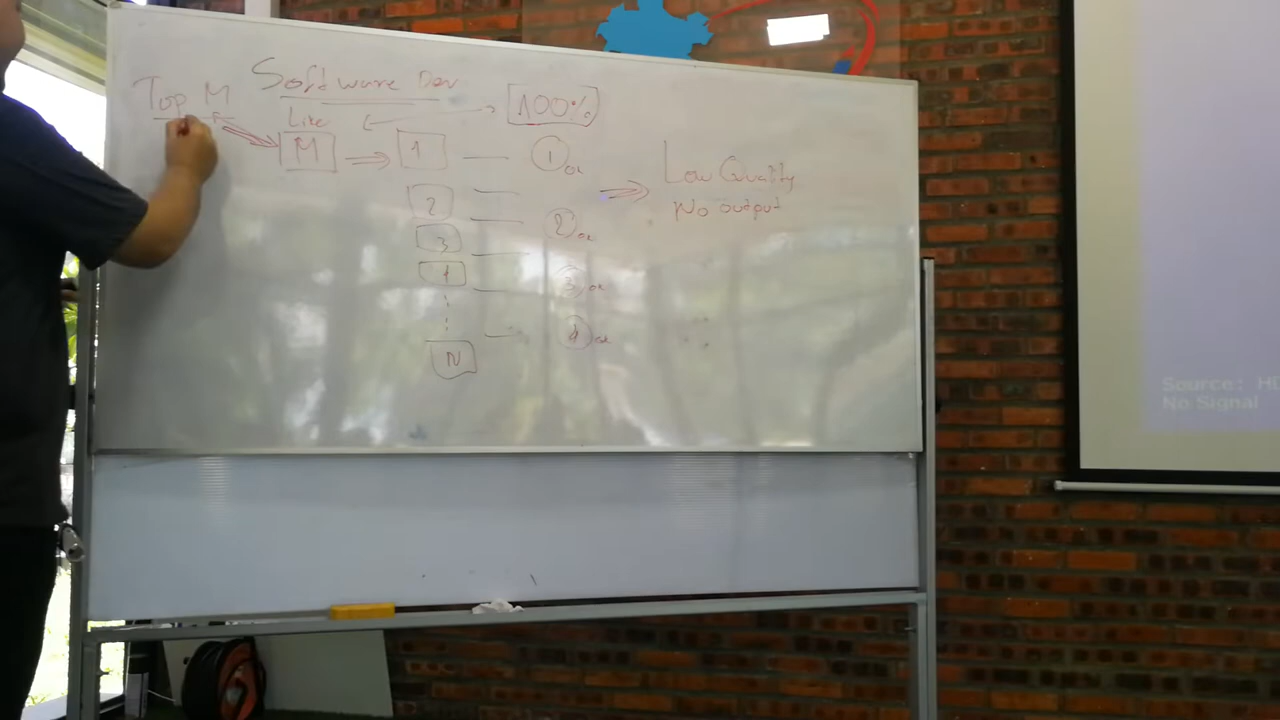 Software Dev
Top M
Like
100%
M
1
1 ok
2
2 ok
3
3 ok
4
4 ok
N
Low Quality
No output
Source: HD
No Signal